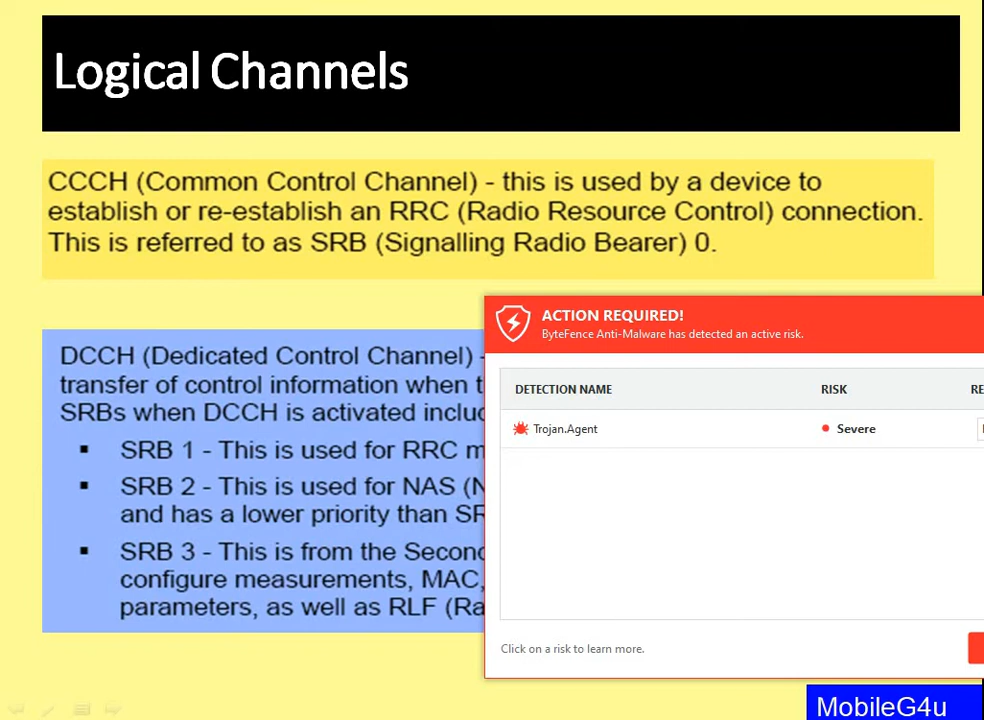 Logical Channels
CCCH (Common Control Channel) - this is used by a device to
establish or re-establish an RRC (Radio Resource Control) connection.
This is referred to as SRB (Signalling Radio Bearer) 0.
DCCH (Dedicated Control Channel) -
transfer of control information when
SRBs when DCCH is activated
▪ SRB 1 - This is used for RRC
▪ SRB 2 - This is used for NAS
and has a lower priority than
▪ SRB 3 - This is from the
configure measurements, MAC,
parameters, as well as RLF
ACTION REQUIRED!
ByteFence Anti-Malware has detected an active risk.
DETECTION NAME RISK
Trojan.Agent Severe
Click on a risk to learn more.
MobileG4u